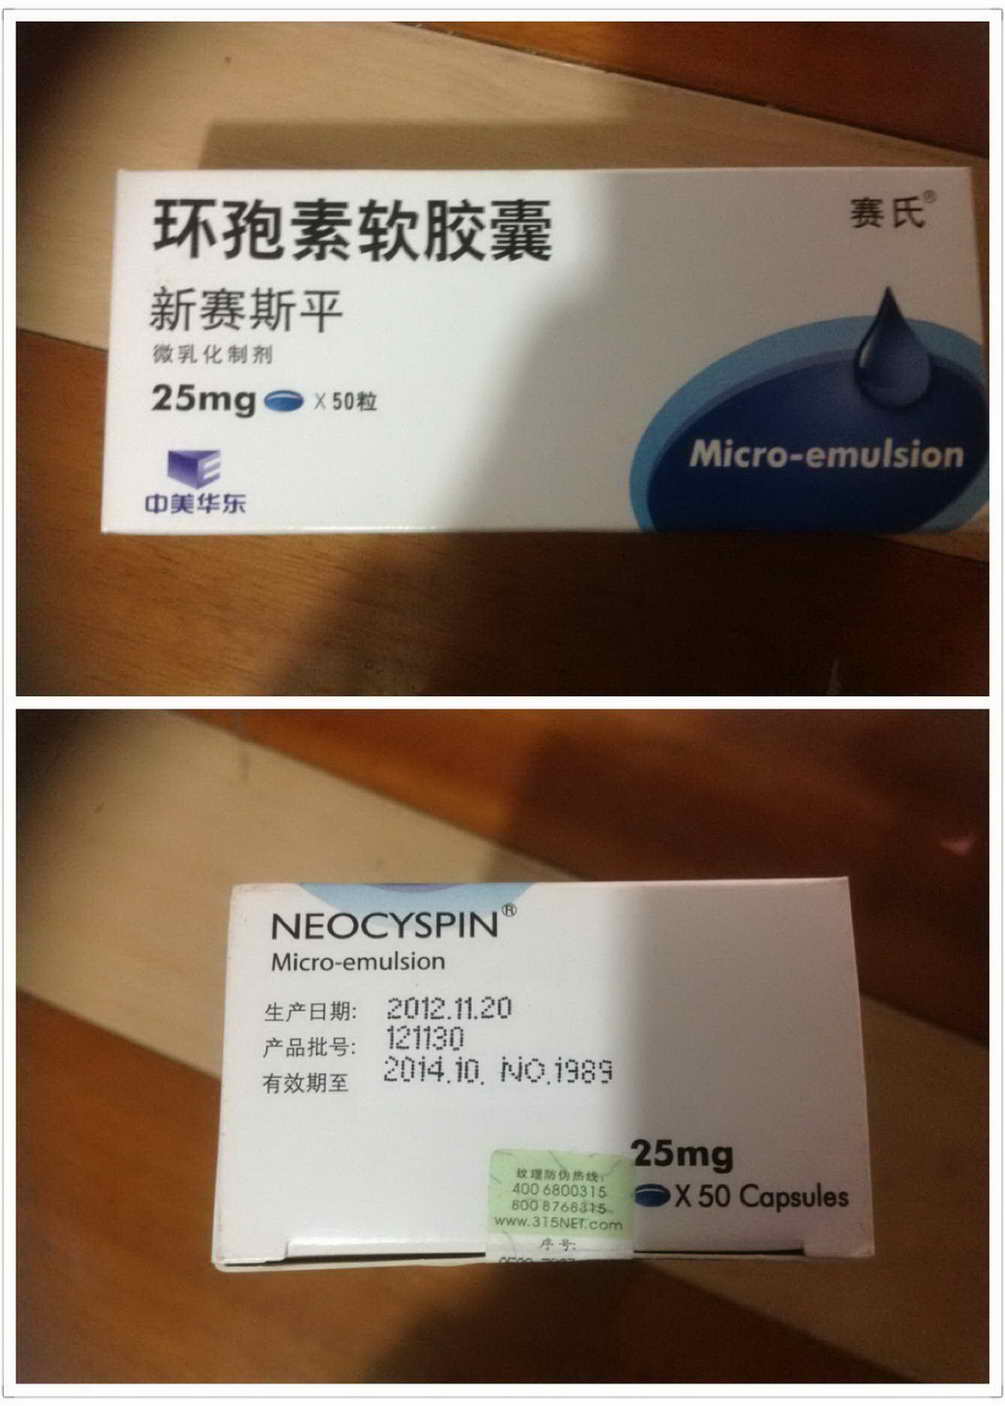 环孢素软胶囊
赛氏®
新赛斯平
微乳化制剂
25mg X 50粒
Micro-emulsion
中美华东
NEOCYSPIN®
Micro-emulsion
生产日期: 2012.11.20
产品批号: 121130
有效期至 2014.10. NO.1989
25mg
X 50 Capsules
纹理防伪热线:
400 6800315
800 8768315
www.315NET.com
序号: